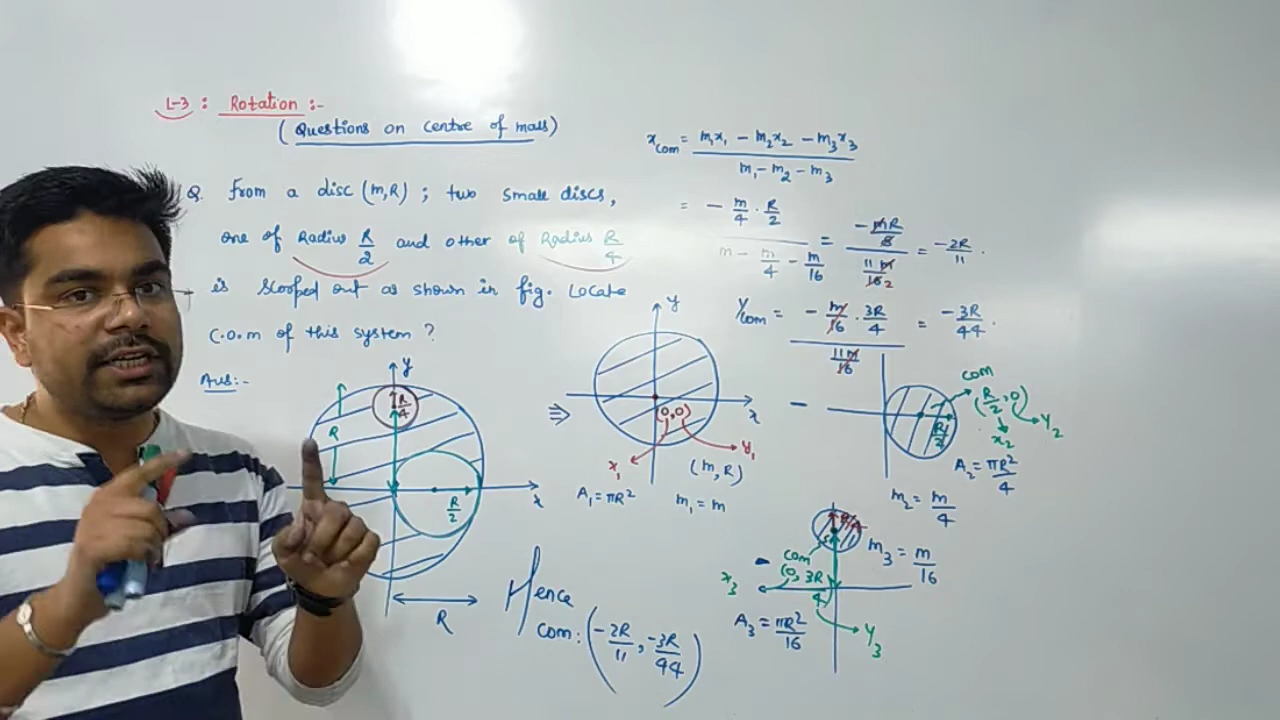 L-3 : Rotation :-
(Questions on centre of mass)
Q. from a disc (m,R) ; two small discs,
one of Radius R/2 and other of Radius R/4
is scooped out as shown in fig. Locate
C.O.m of this system ?
Ans:-
y
R/4
R
R/2
x
R
⇒
y
(0,0)
x
x₁
y₁
(m, R)
A₁ = πR²
m₁ = m
-
com
(R/2, 0)
x₂
y₂
A₂ = πR²/4
m₂ = m/4
-
com
(0, 3R/4)
x₃
y₃
m₃ = m/16
A₃ = πR²/16
xcom = m₁x₁ - m₂x₂ - m₃x₃ / m₁ - m₂ - m₃
= - m/4 · R/2 / m - m/4 - m/16 = -mR/8 / 11m/16 2 = -2R/11 .
ycom = - m/16 · 3R/4 / 11m/16 = -3R/44 .
Hence
com: (-2R/11, -3R/44)